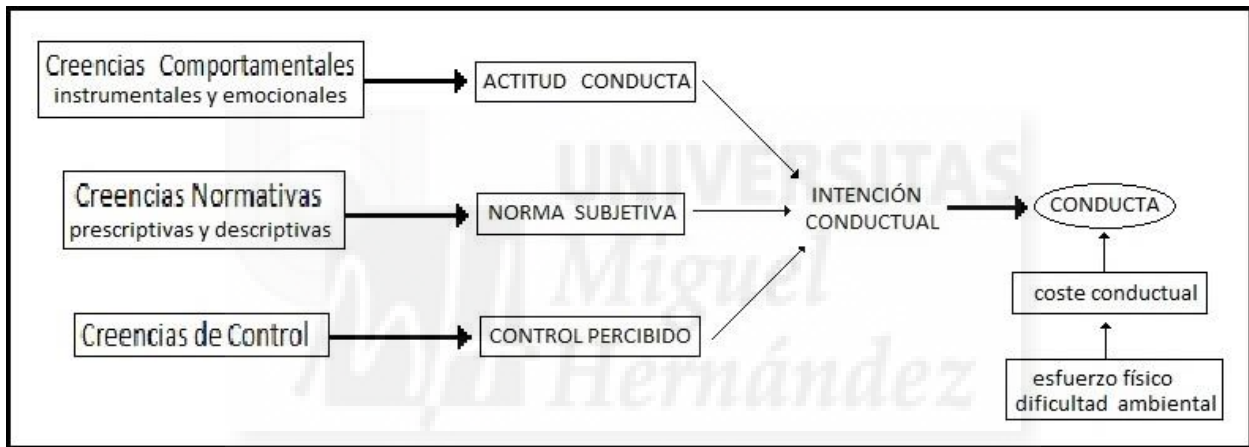 Creencias Comportamentales
instrumentales y emocionales
ACTITUD CONDUCTA
Creencias Normativas
prescriptivas y descriptivas
NORMA SUBJETIVA
INTENCIÓN
CONDUCTUAL
CONDUCTA
Creencias de Control
CONTROL PERCIBIDO
coste conductual
esfuerzo físico
dificultad ambiental
UNIVERSITAS
Miguel
Hernández